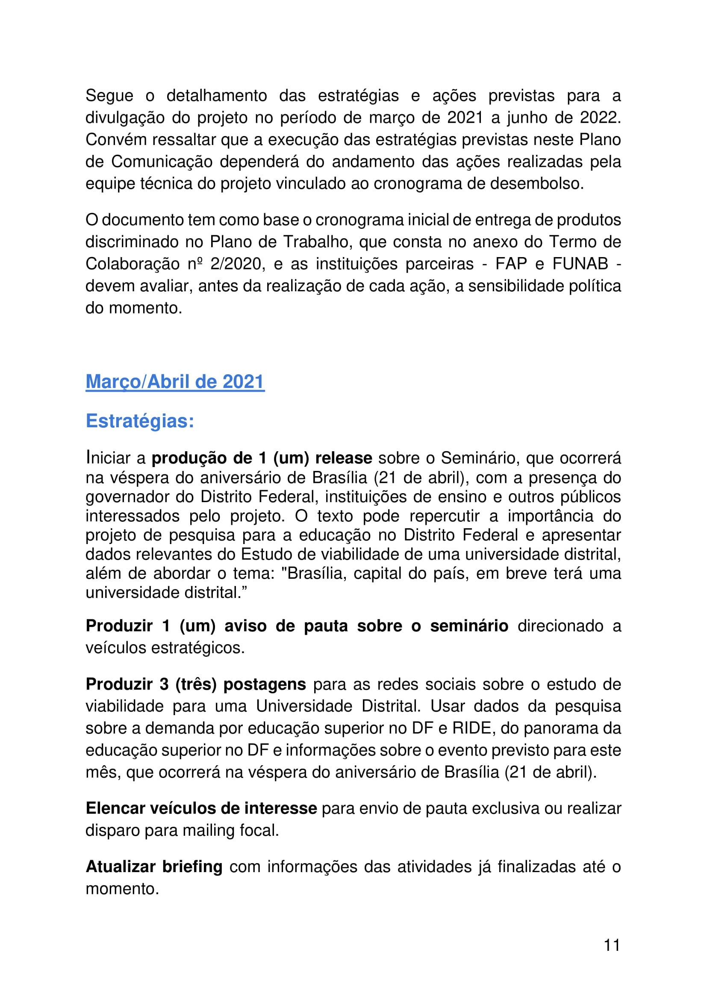 Segue o detalhamento das estratégias e ações previstas para a
divulgação do projeto no período de março de 2021 a junho de 2022.
Convém ressaltar que a execução das estratégias previstas neste Plano
de Comunicação dependerá do andamento das ações realizadas pela
equipe técnica do projeto vinculado ao cronograma de desembolso.
O documento tem como base o cronograma inicial de entrega de produtos
discriminado no Plano de Trabalho, que consta no anexo do Termo de
Colaboração nº 2/2020, e as instituições parceiras - FAP e FUNAB -
devem avaliar, antes da realização de cada ação, a sensibilidade política
do momento.
Março/Abril de 2021
Estratégias:
Iniciar a produção de 1 (um) release sobre o Seminário, que ocorrerá
na véspera do aniversário de Brasília (21 de abril), com a presença do
governador do Distrito Federal, instituições de ensino e outros públicos
interessados pelo projeto. O texto pode repercutir a importância do
projeto de pesquisa para a educação no Distrito Federal e apresentar
dados relevantes do Estudo de viabilidade de uma universidade distrital,
além de abordar o tema: "Brasília, capital do país, em breve terá uma
universidade distrital.”
Produzir 1 (um) aviso de pauta sobre o seminário direcionado a
veículos estratégicos.
Produzir 3 (três) postagens para as redes sociais sobre o estudo de
viabilidade para uma Universidade Distrital. Usar dados da pesquisa
sobre a demanda por educação superior no DF e RIDE, do panorama da
educação superior no DF e informações sobre o evento previsto para este
mês, que ocorrerá na véspera do aniversário de Brasília (21 de abril).
Elencar veículos de interesse para envio de pauta exclusiva ou realizar
disparo para mailing focal.
Atualizar briefing com informações das atividades já finalizadas até o
momento.
11